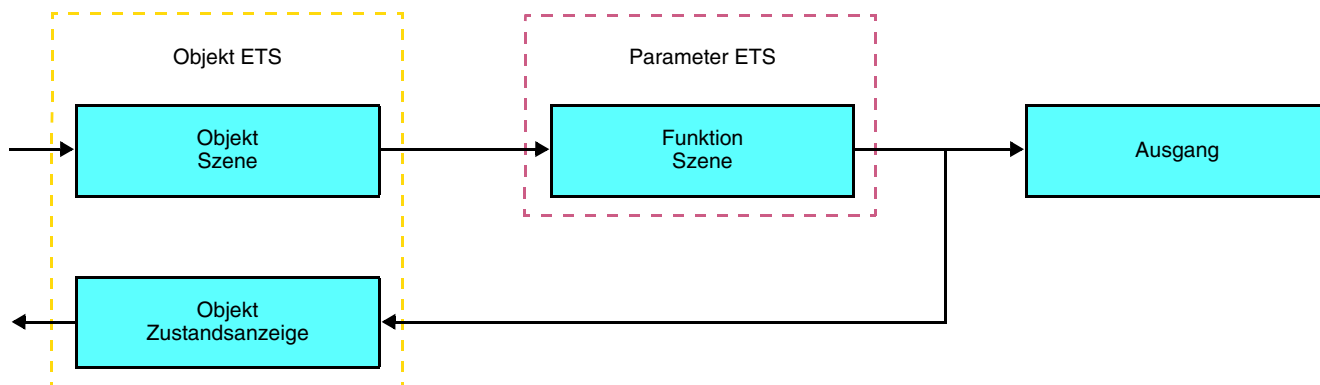 Objekt ETS
Parameter ETS
Objekt
Szene
Funktion
Szene
Ausgang
Objekt
Zustandsanzeige